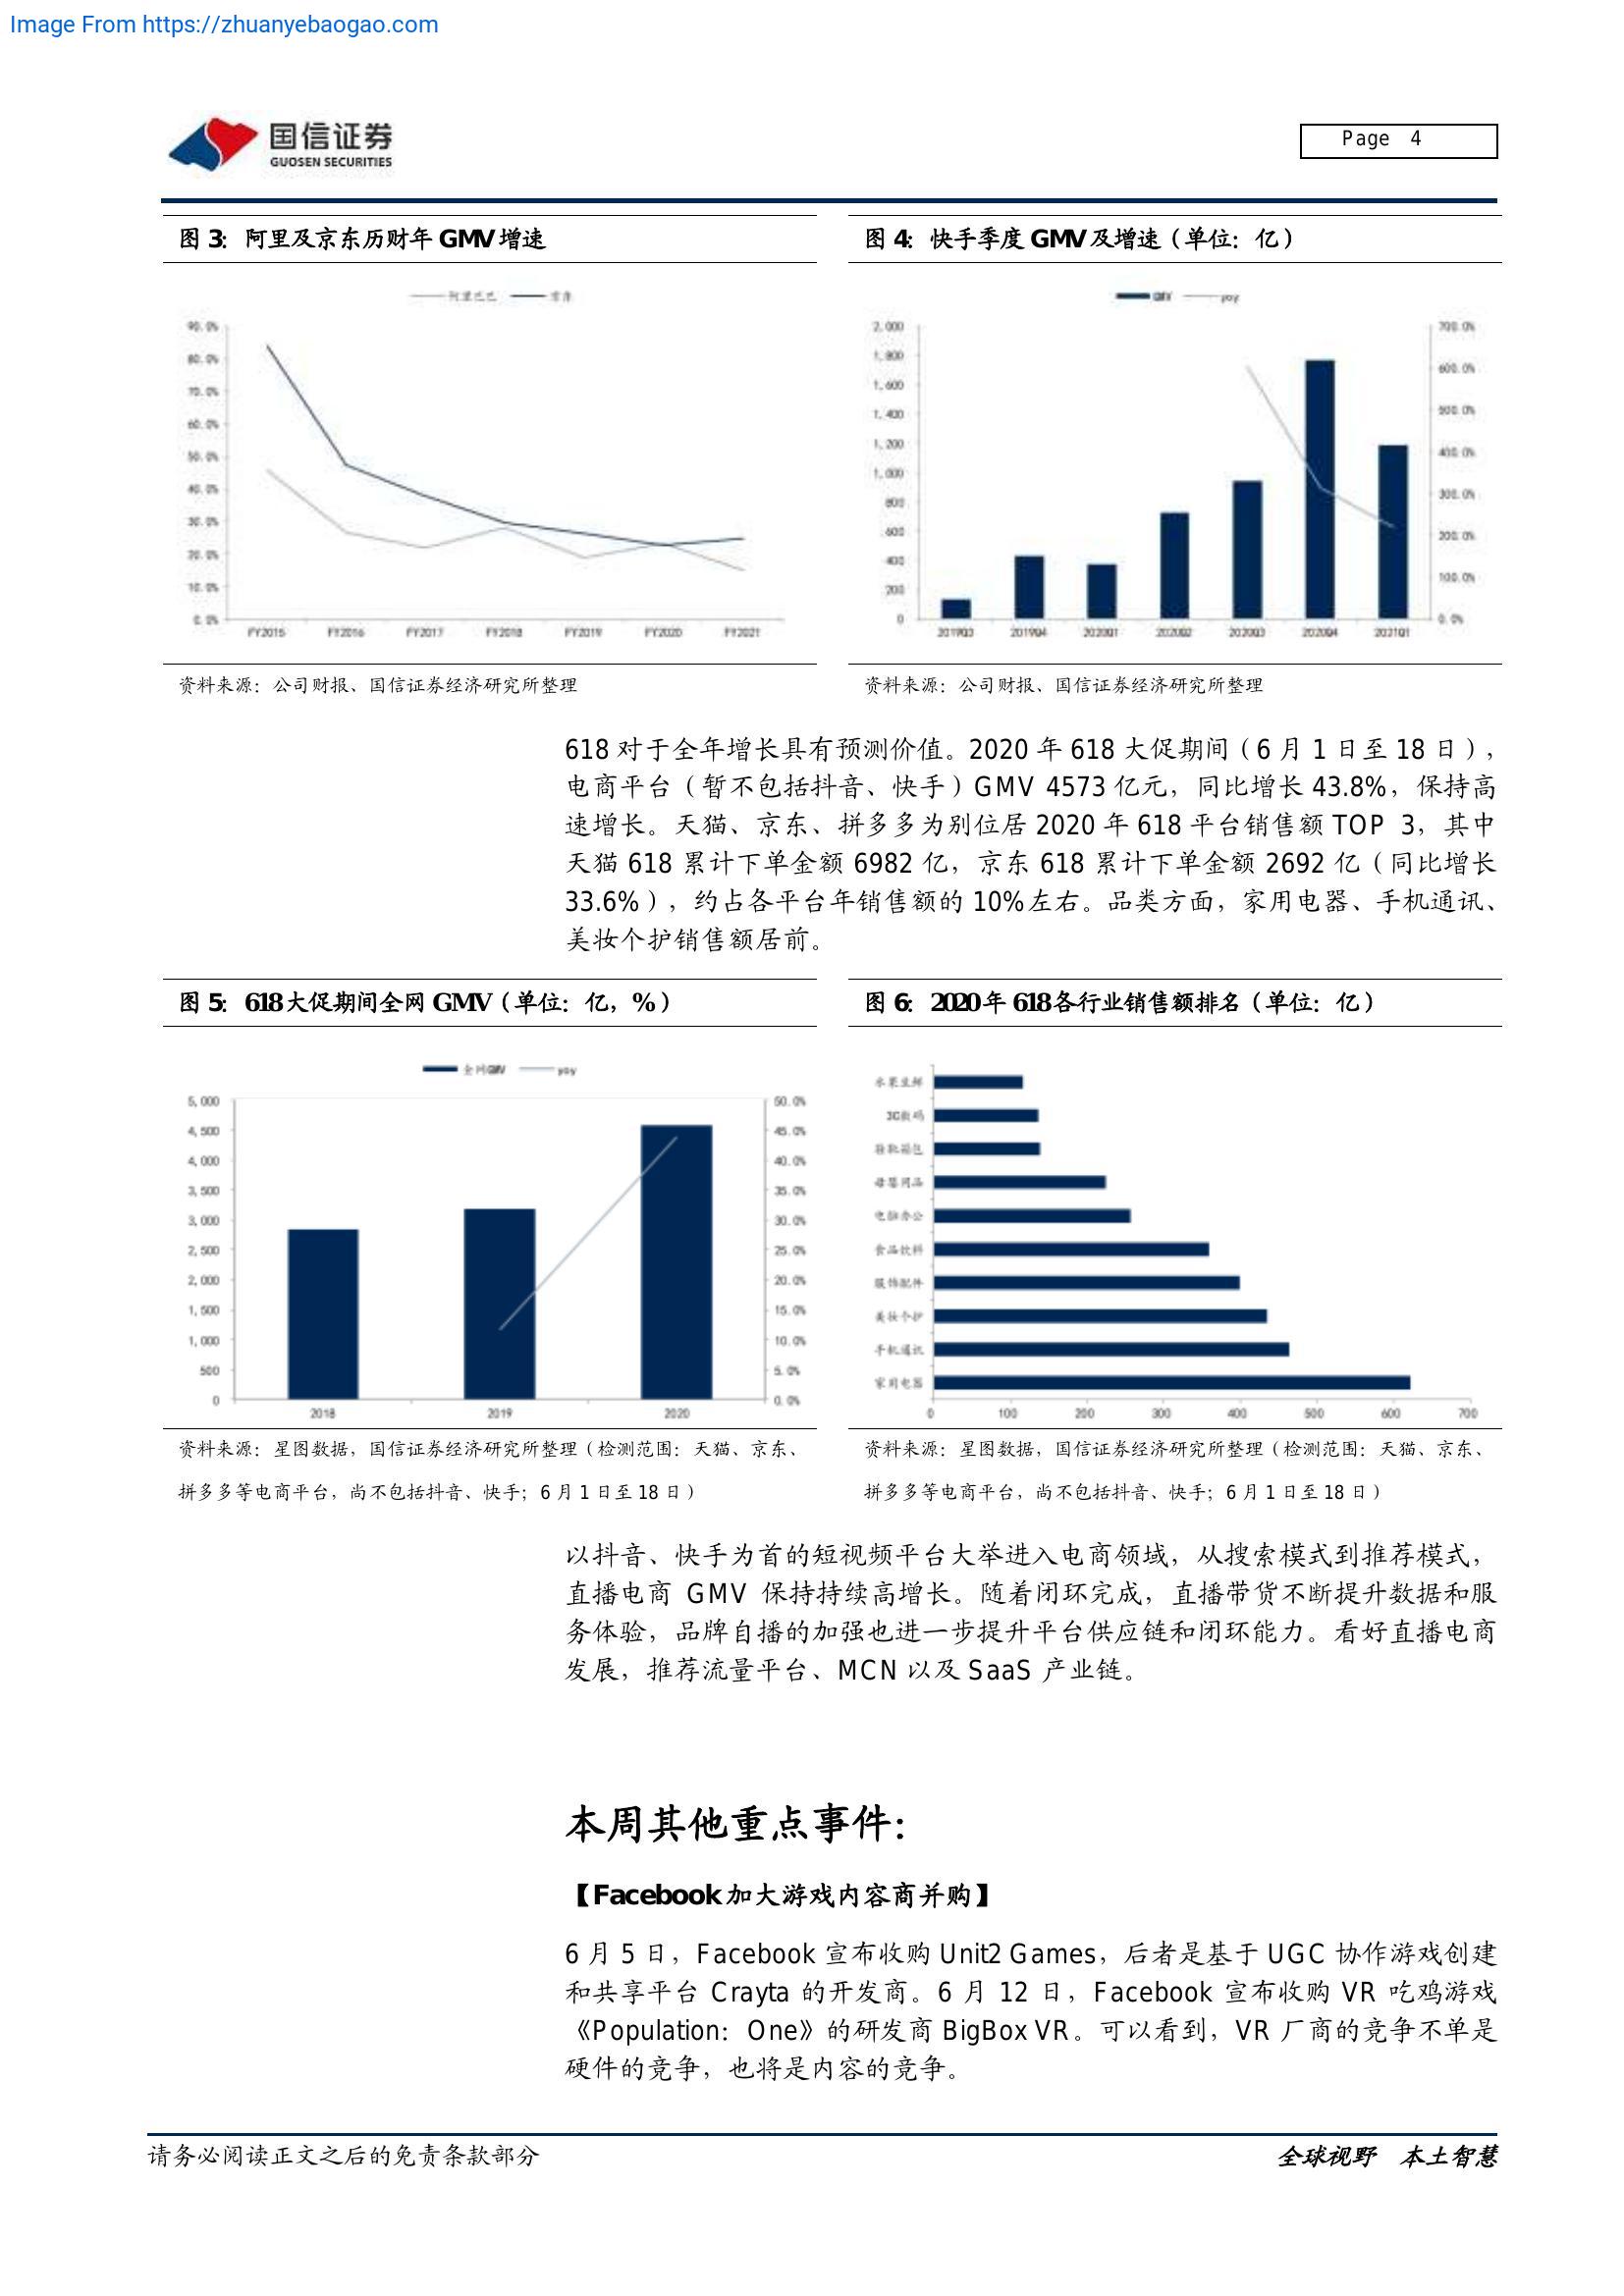 Image From https://zhuanyebaogao.com
国信证券
GUOSEN SECURITIES
Page 4
图 3：阿里及京东历财年 GMV 增速
图 4：快手季度 GMV 及增速（单位：亿）
阿里巴巴 京东
90.0%
80.0%
70.0%
60.0%
50.0%
40.0%
30.0%
20.0%
10.0%
0.0%
FY2015 FY2016 FY2017 FY2018 FY2019 FY2020 FY2021
GMV yoy
2,000
1,800
1,600
1,400
1,200
1,000
800
600
400
200
0
700.0%
600.0%
500.0%
400.0%
300.0%
200.0%
100.0%
0.0%
2019Q3 2019Q4 2020Q1 2020Q2 2020Q3 2020Q4 2021Q1
资料来源：公司财报、国信证券经济研究所整理
资料来源：公司财报、国信证券经济研究所整理
618 对于全年增长具有预测价值。2020 年 618 大促期间（6 月 1 日至 18 日），
电商平台（暂不包括抖音、快手）GMV 4573 亿元，同比增长 43.8%，保持高
速增长。天猫、京东、拼多多为别位居 2020 年 618 平台销售额 TOP 3，其中
天猫 618 累计下单金额 6982 亿，京东 618 累计下单金额 2692 亿（同比增长
33.6%），约占各平台年销售额的 10%左右。品类方面，家用电器、手机通讯、
美妆个护销售额居前。
图 5：618大促期间全网 GMV（单位：亿，%）
图 6：2020 年 618各行业销售额排名（单位：亿）
全网GMV yoy
5,000
4,500
4,000
3,500
3,000
2,500
2,000
1,500
1,000
500
0
50.0%
45.0%
40.0%
35.0%
30.0%
25.0%
20.0%
15.0%
10.0%
5.0%
0.0%
2018 2019 2020
水果生鲜
3C数码
鞋靴箱包
母婴用品
电脑办公
食品饮料
服饰配件
美妆个护
手机通讯
家用电器
0 100 200 300 400 500 600 700
资料来源：星图数据，国信证券经济研究所整理（检测范围：天猫、京东、
拼多多等电商平台，尚不包括抖音、快手；6 月 1 日至 18 日）
资料来源：星图数据，国信证券经济研究所整理（检测范围：天猫、京东、
拼多多等电商平台，尚不包括抖音、快手；6 月 1 日至 18 日）
以抖音、快手为首的短视频平台大举进入电商领域，从搜索模式到推荐模式，
直播电商 GMV 保持持续高增长。随着闭环完成，直播带货不断提升数据和服
务体验，品牌自播的加强也进一步提升平台供应链和闭环能力。看好直播电商
发展，推荐流量平台、MCN 以及 SaaS 产业链。
本周其他重点事件：
【Facebook 加大游戏内容商并购】
6 月 5 日，Facebook 宣布收购 Unit2 Games，后者是基于 UGC 协作游戏创建
和共享平台 Crayta 的开发商。6 月 12 日，Facebook 宣布收购 VR 吃鸡游戏
《Population：One》的研发商 BigBox VR。可以看到，VR 厂商的竞争不单是
硬件的竞争，也将是内容的竞争。
请务必阅读正文之后的免责条款部分
全球视野 本土智慧